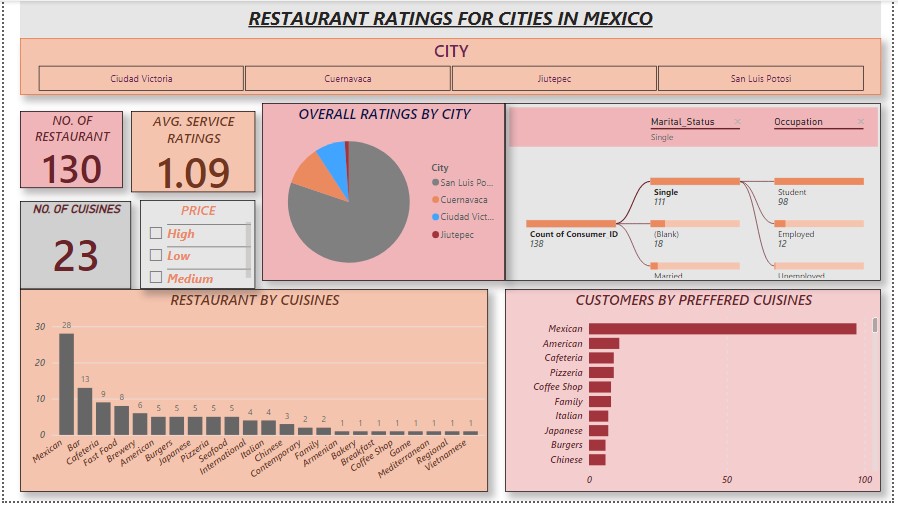 RESTAURANT RATINGS FOR CITIES IN MEXICO
CITY
Ciudad Victoria
Cuernavaca
Jiutepec
San Luis Potosi
NO. OF
RESTAURANT
130
AVG. SERVICE
RATINGS
1.09
NO. OF CUISINES
23
PRICE
High
Low
Medium
OVERALL RATINGS BY CITY
City
San Luis Po...
Cuernavaca
Ciudad Vict...
Jiutepec
Marital_Status
Single
Occupation
Count of Consumer ID
138
Single
111
(Blank)
18
Married
Student
98
Employed
12
Unemployed
RESTAURANT BY CUISINES
30
20
10
0
28
13
9
8
6
5
5
5
5
5
4
4
3
2
2
1
1
1
1
1
1
1
1
Mexican
Bar
Cafeteria
Fast Food
Brewery
American
Burgers
Japanese
Pizzeria
Seafood
International
Italian
Chinese
Contemporary
Family
Armenian
Bakery
Breakfast
Coffee Shop
Game
Mediterranean
Regional
Vietnamese
CUSTOMERS BY PREFFERED CUISINES
Mexican
American
Cafeteria
Pizzeria
Coffee Shop
Family
Italian
Japanese
Burgers
Chinese
0
50
100